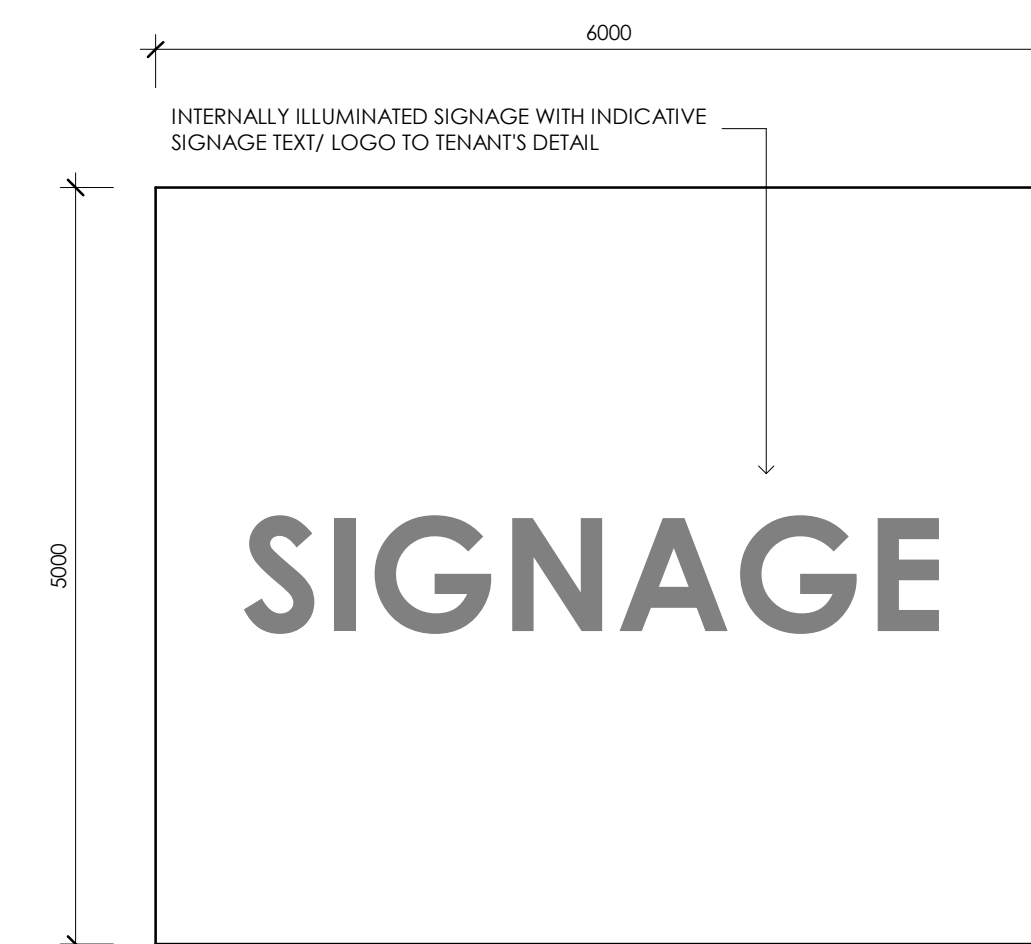 6000
INTERNALLY ILLUMINATED SIGNAGE WITH INDICATIVE
SIGNAGE TEXT/ LOGO TO TENANT'S DETAIL
5000
SIGNAGE